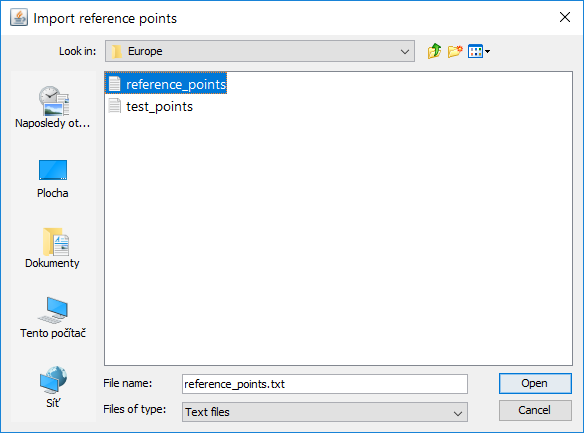 Import reference points
Look in:
Europe
reference_points
test_points
Naposledy ot...
Plocha
Dokumenty
Tento počítač
Síť
File name:
reference_points.txt
Open
Files of type:
Text files
Cancel